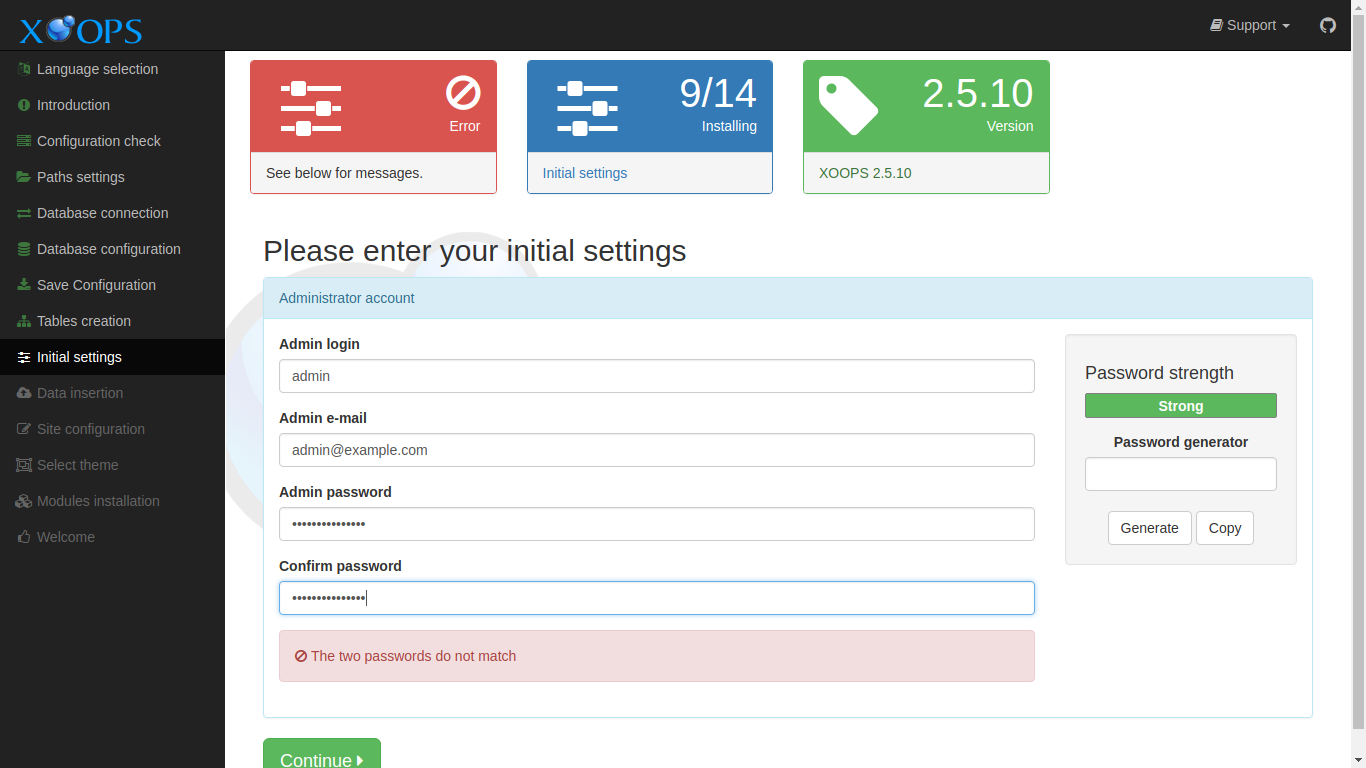 XOOPS
Support
Language selection
Introduction
Configuration check
Paths settings
Database connection
Database configuration
Save Configuration
Tables creation
Initial settings
Data insertion
Site configuration
Select theme
Modules installation
Welcome
Error
See below for messages.
9/14
Installing
Initial settings
2.5.10
Version
XOOPS 2.5.10
Please enter your initial settings
Administrator account
Admin login
admin
Admin e-mail
admin@example.com
Admin password
•••••••••••••••
Confirm password
•••••••••••••••
The two passwords do not match
Password strength
Strong
Password generator
Generate
Copy
Continue